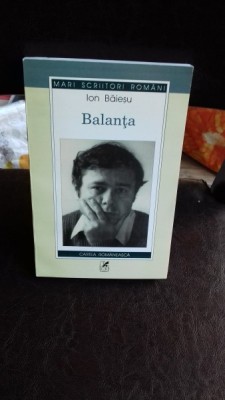 MARI SCRIITORI ROMÂNI
Ion Băieşu
Balanţa
CARTEA ROMÂNEASCĂ